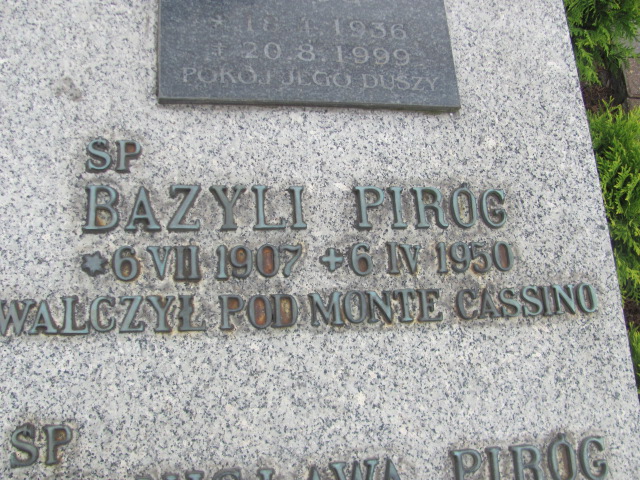 * 18.1.1936
+ 20.8.1999
POKÓJ JEGO DUSZY
SP
BAZYLI PIRÓG
*6 VII 1907 +6 IV 1950
WALCZYŁ POD MONTE CASSINO
SP
PIRÓG